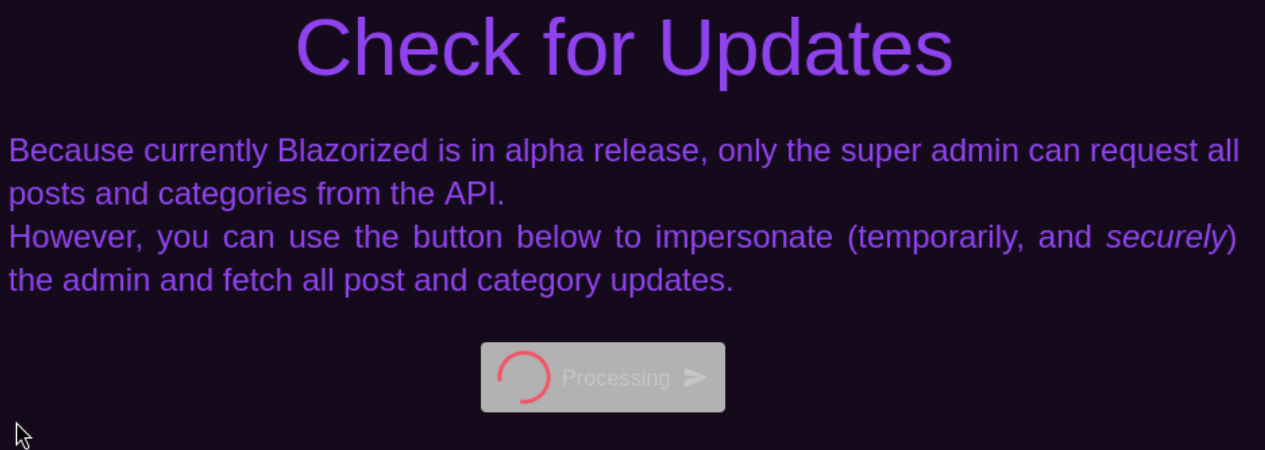 Check for Updates
Because currently Blazorized is in alpha release, only the super admin can request all
posts and categories from the API.
However, you can use the button below to impersonate (temporarily, and securely)
the admin and fetch all post and category updates.
Processing